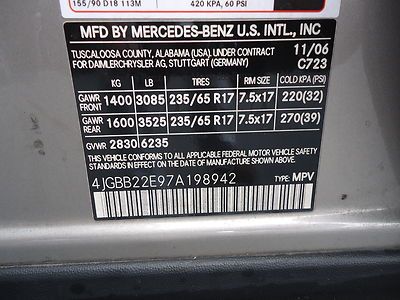 155/90 D18 113M 420 KPA, 60 PSI
MFD BY MERCEDES-BENZ U.S. INTL., INC
TUSCALOOSA COUNTY, ALABAMA (USA), UNDER CONTRACT 11/06
FOR DAIMLERCHRYSLER AG, STUTTGART (GERMANY) C723
KG LB TIRES RIM SIZE COLD KPA (PSI)
GAWR FRONT 1400 3085 235/65 R17 7.5x17 220(32)
GAWR REAR 1600 3525 235/65 R17 7.5x17 270(39)
GVWR 2830 6235
THIS VEHICLE CONFORMS TO ALL APPLICABLE FEDERAL MOTOR VEHICLE
SAFETY BUMPER AND THEFT PREVENTION STANDARDS IN EFFECT ON THE
DATE OF MANUFACTURE SHOWN ABOVE
4JGBB22E97A198942 TYPE: MPV